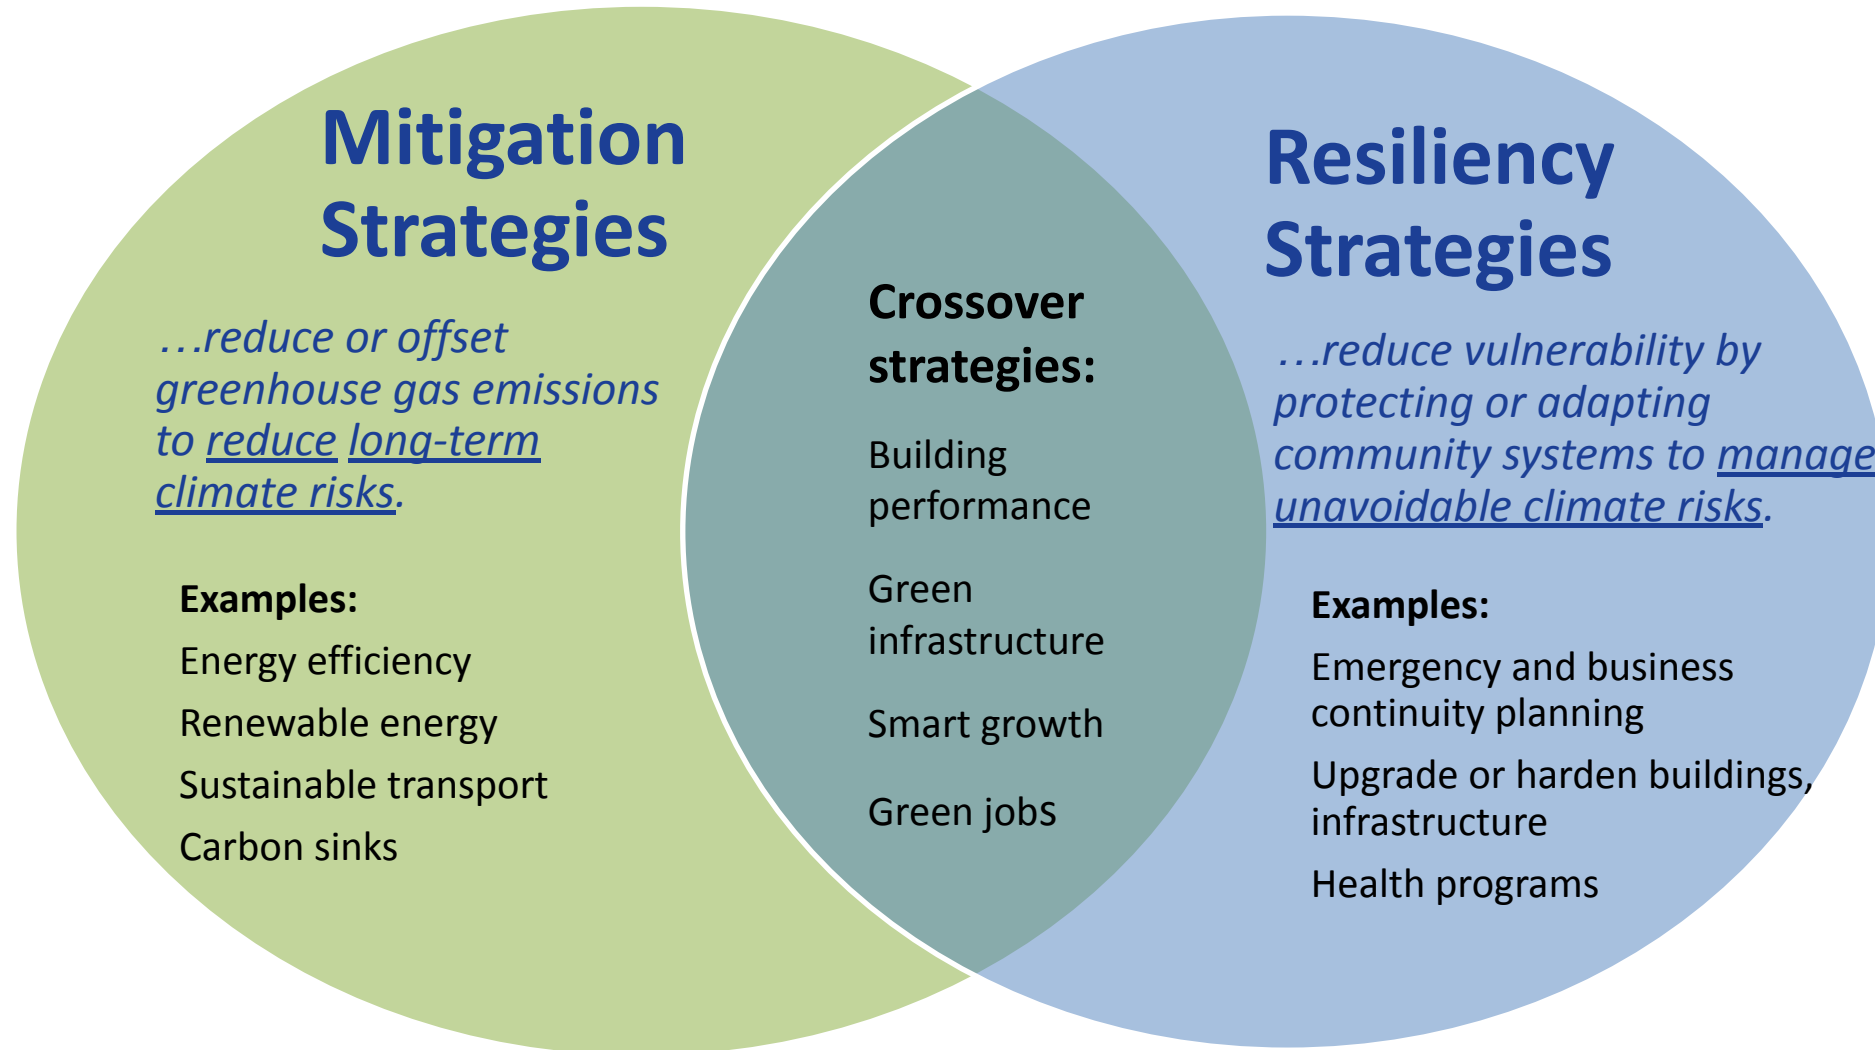 Mitigation
Strategies
…reduce or offset
greenhouse gas emissions
to reduce long-term
climate risks.
Examples:
Energy efficiency
Renewable energy
Sustainable transport
Carbon sinks
Crossover
strategies:
Building
performance
Green
infrastructure
Smart growth
Green jobs
Resiliency
Strategies
…reduce vulnerability by
protecting or adapting
community systems to manage
unavoidable climate risks.
Examples:
Emergency and business
continuity planning
Upgrade or harden buildings,
infrastructure
Health programs